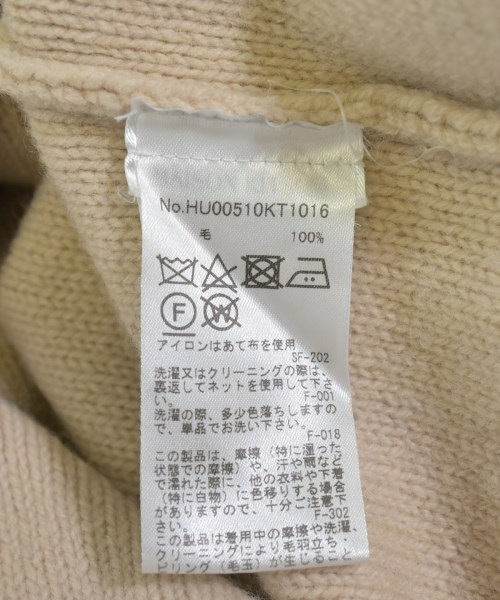 No.HU00510KT1016
毛 100%
F W
アイロンはあて布を使用
SF-202
洗濯又はクリーニングの際は、
裏返してネットを使用して下さ
い。 F-001
洗濯の際、多少色落ちしますの
で、単品でお洗い下さい。
F-018
この製品は、摩擦(特に湿った
状態での摩擦)や、汗や雨など
で濡れた際に、他の衣料や下着
(特に白物)に色移りする場合
がありますので、十分ご注意下
さい。 F-302
この製品は着用中の摩擦や洗濯、
クリーニングにより毛羽立ち・
ピリング(毛玉)が生じること